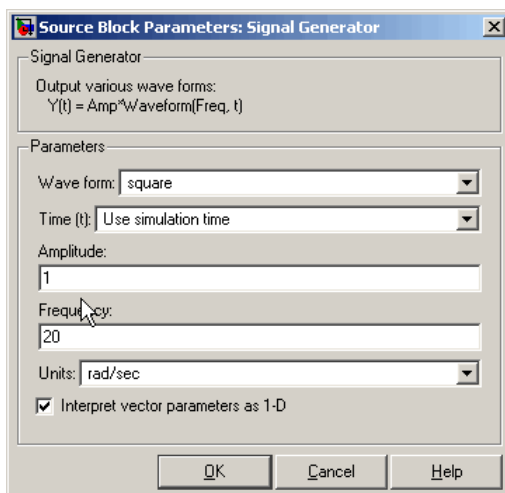 Source Block Parameters: Signal Generator
Signal Generator
Output various wave forms:
Y(t) = Amp*Waveform(Freq, t)
Parameters
Wave form: square
Time (t): Use simulation time
Amplitude:
1
Frequency:
20
Units: rad/sec
Interpret vector parameters as 1-D
OK Cancel Help